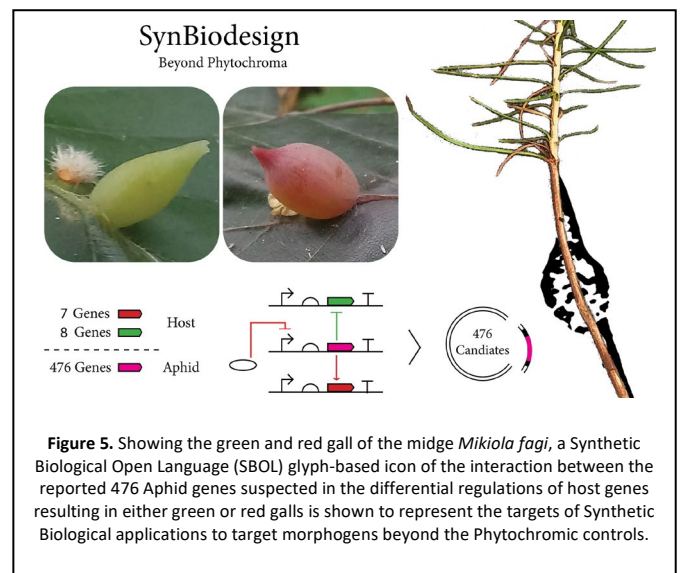 SynBiodesign
Beyond Phytochroma
7 Genes
8 Genes
Host
476 Genes
Aphid
476
Candiates
Figure 5. Showing the green and red gall of the midge Mikiola fagi, a Synthetic
Biological Open Language (SBOL) glyph-based icon of the interaction between the
reported 476 Aphid genes suspected in the differential regulations of host genes
resulting in either green or red galls is shown to represent the targets of Synthetic
Biological applications to target morphogens beyond the Phytochromic controls.